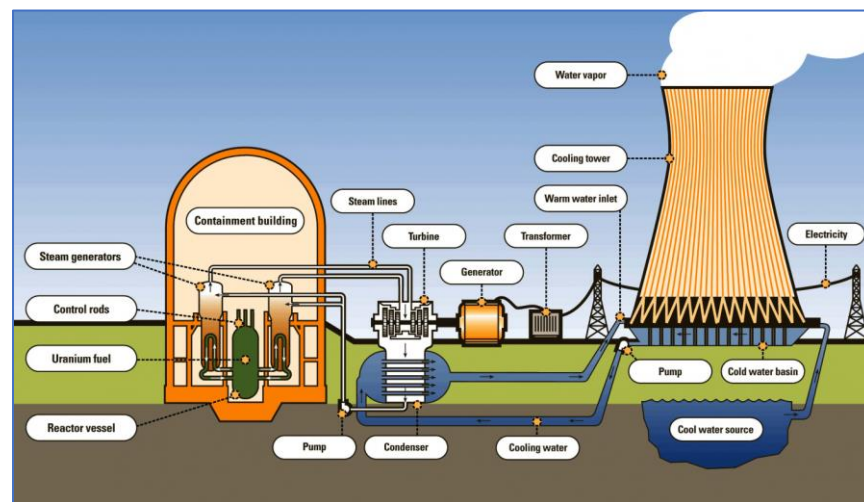 Water vapor
Cooling tower
Containment building
Steam lines
Warm water inlet
Turbine
Transformer
Electricity
Steam generators
Generator
Control rods
Uranium fuel
Pump
Cold water basin
Reactor vessel
Pump
Condenser
Cooling water
Cool water source